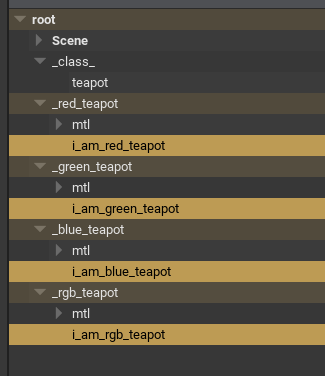 root
Scene
_class_
teapot
_red_teapot
mtl
i_am_red_teapot
_green_teapot
mtl
i_am_green_teapot
_blue_teapot
mtl
i_am_blue_teapot
_rgb_teapot
mtl
i_am_rgb_teapot